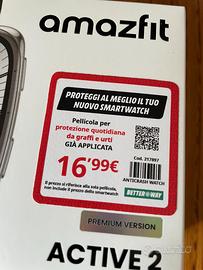 amazfit
PROTEGGI AL MEGLIO IL TUO
NUOVO SMARTWATCH
Pellicola per
protezione quotidiana
da graffi e urti
GIÀ APPLICATA
16,99€
Cod. 217897
ANTICRASH WATCH
Il prezzo si riferisce alla sola pellicola,
non include il prezzo dello smartwatch
BETTER WAY
PREMIUM VERSION
ACTIVE 2